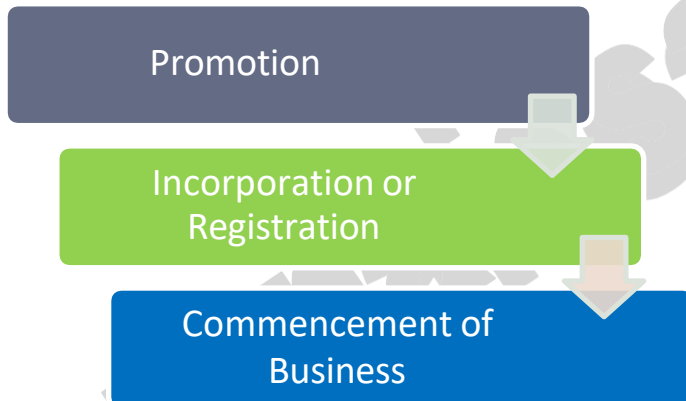 Promotion
Incorporation or
Registration
Commencement of
Business